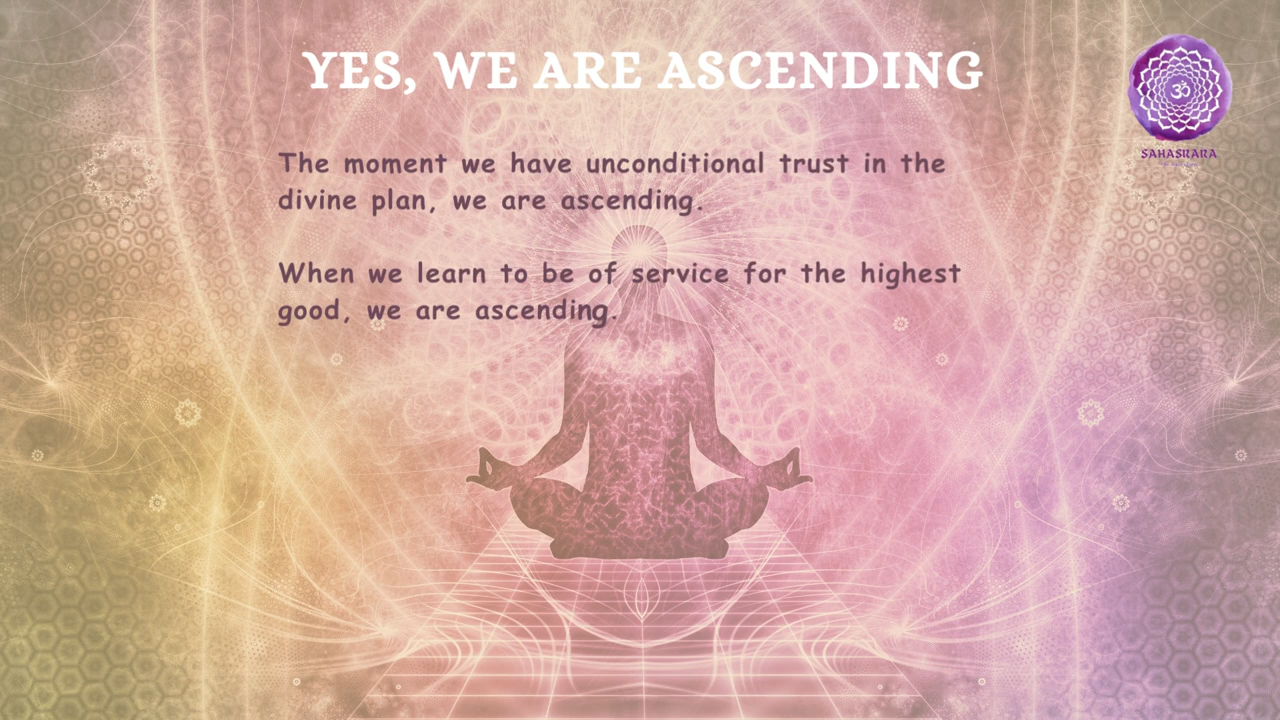 YES, WE ARE ASCENDING
The moment we have unconditional trust in the
divine plan, we are ascending.
When we learn to be of service for the highest
good, we are ascending.
ॐ
SAHASRARA